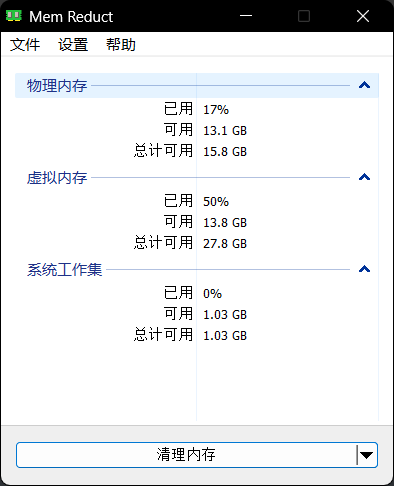 Mem Reduct
文件 设置 帮助
物理内存
已用 17%
可用 13.1 GB
总计可用 15.8 GB
虚拟内存
已用 50%
可用 13.8 GB
总计可用 27.8 GB
系统工作集
已用 0%
可用 1.03 GB
总计可用 1.03 GB
清理内存